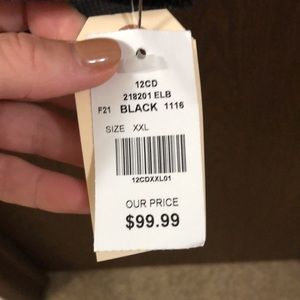 12CD
218201 ELB
F21 BLACK 1116
SIZE XXL
12CDXXL01
OUR PRICE
$99.99